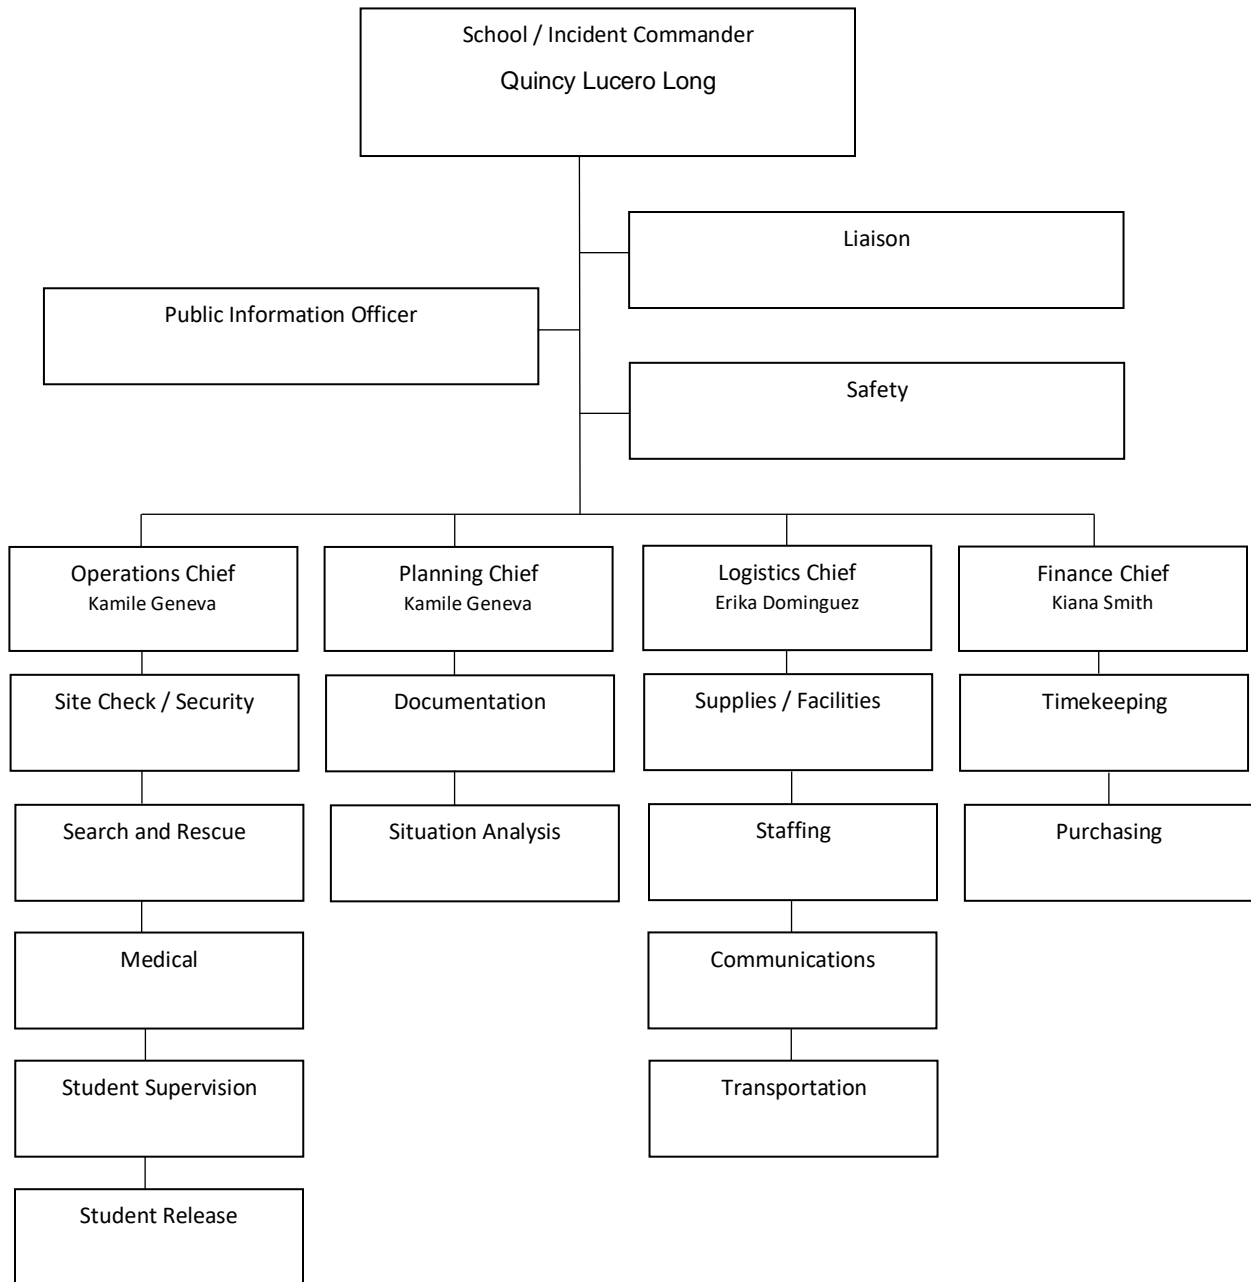 School / Incident Commander
Quincy Lucero Long
Liaison
Public Information Officer
Safety
Operations Chief
Kamile Geneva
Planning Chief
Kamile Geneva
Logistics Chief
Erika Dominguez
Finance Chief
Kiana Smith
Site Check / Security
Documentation
Supplies / Facilities
Timekeeping
Search and Rescue
Situation Analysis
Staffing
Purchasing
Medical
Communications
Student Supervision
Transportation
Student Release